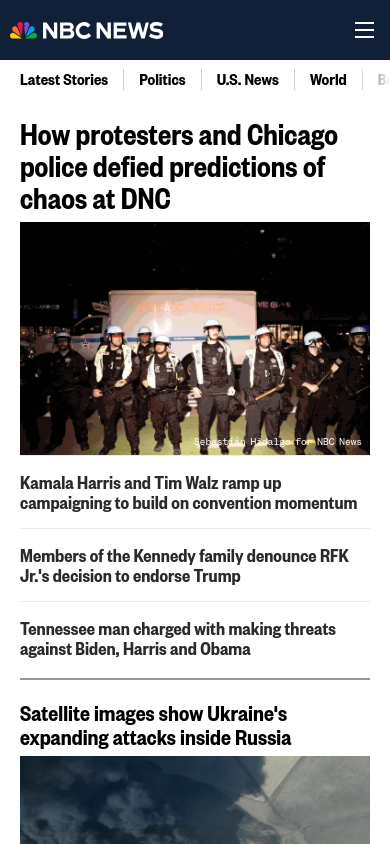 NBC NEWS
Latest Stories
Politics
U.S. News
World
How protesters and Chicago
police defied predictions of
chaos at DNC
Sebastian Hidalgo for NBC News
Kamala Harris and Tim Walz ramp up
campaigning to build on convention momentum
Members of the Kennedy family denounce RFK
Jr.'s decision to endorse Trump
Tennessee man charged with making threats
against Biden, Harris and Obama
Satellite images show Ukraine's
expanding attacks inside Russia